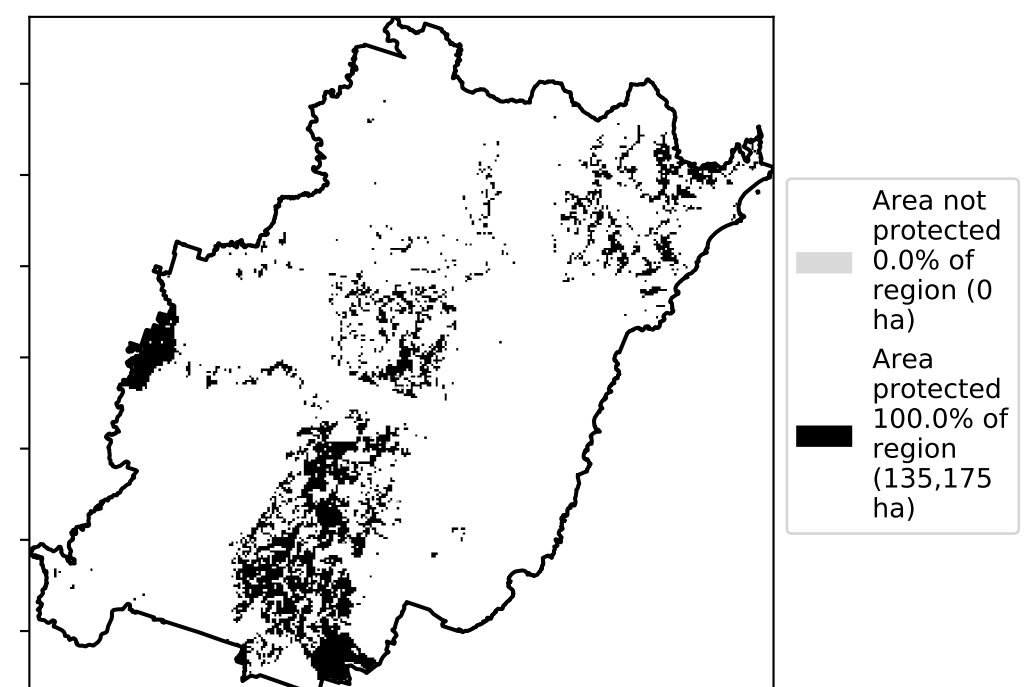 Area not
protected
0.0% of
region (0
ha)
Area
protected
100.0% of
region
(135,175
ha)